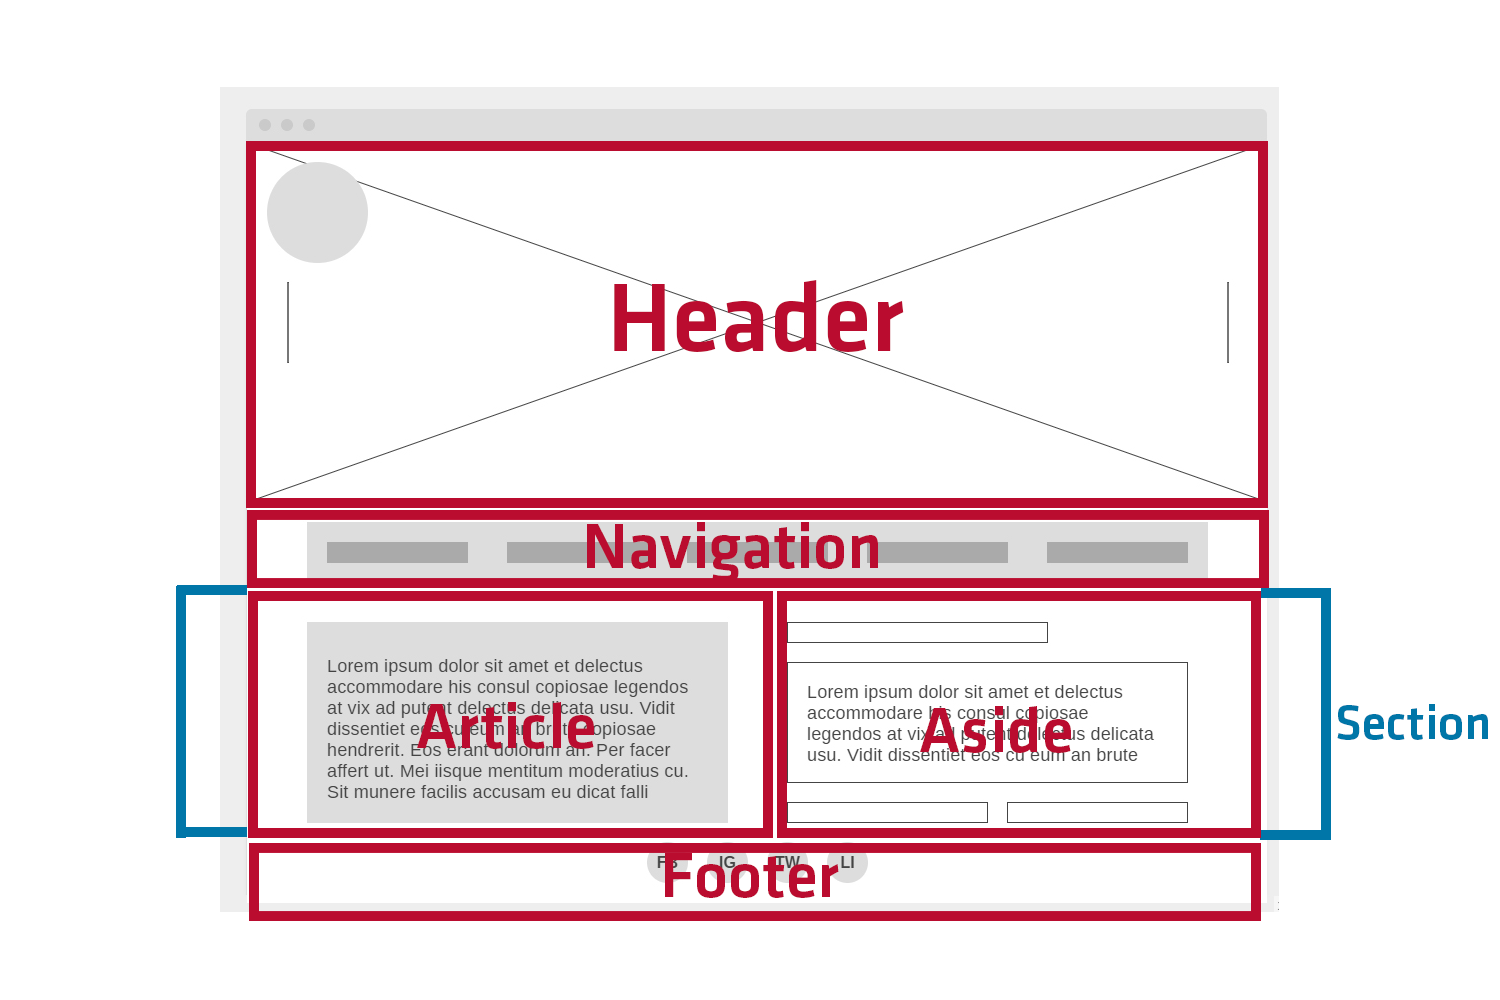 Header
Navigation
Lorem ipsum dolor sit amet et delectus
accommodare his consul copiosae legendos
at vix ad putent delectus delicata usu. Vidit
dissentiet eos cu eum an brute copiosae
hendrerit. Eos erant dolorum an. Per facer
affert ut. Mei iisque mentitum moderatius cu.
Sit munere facilis accusam eu dicat falli
Article
Lorem ipsum dolor sit amet et delectus
accommodare his consul copiosae
legendos at vix ad putent delectus delicata
usu. Vidit dissentiet eos cu eum an brute
Aside
Section
FB IG TW LI
Footer